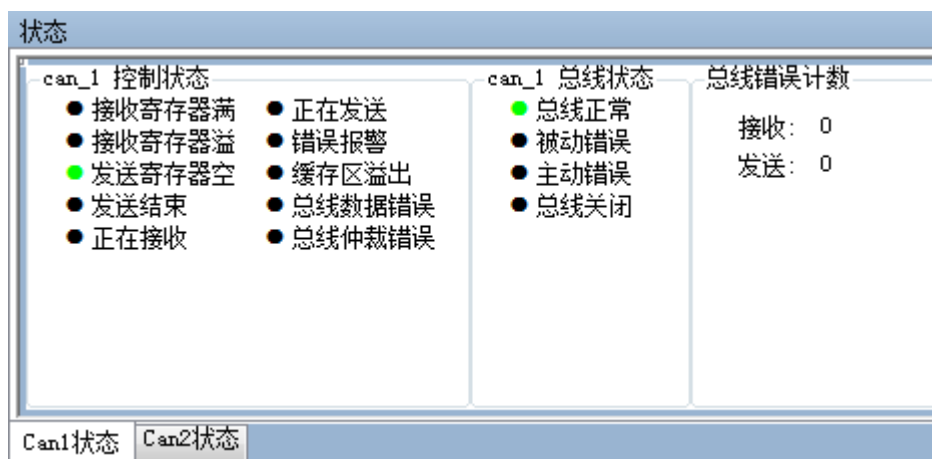 状态
can_1 控制状态
接收寄存器满
接收寄存器溢
发送寄存器空
发送结束
正在接收
正在发送
错误报警
缓存区溢出
总线数据错误
总线仲裁错误
can_1 总线状态
总线正常
被动错误
主动错误
总线关闭
总线错误计数
接收: 0
发送: 0
Can1状态
Can2状态